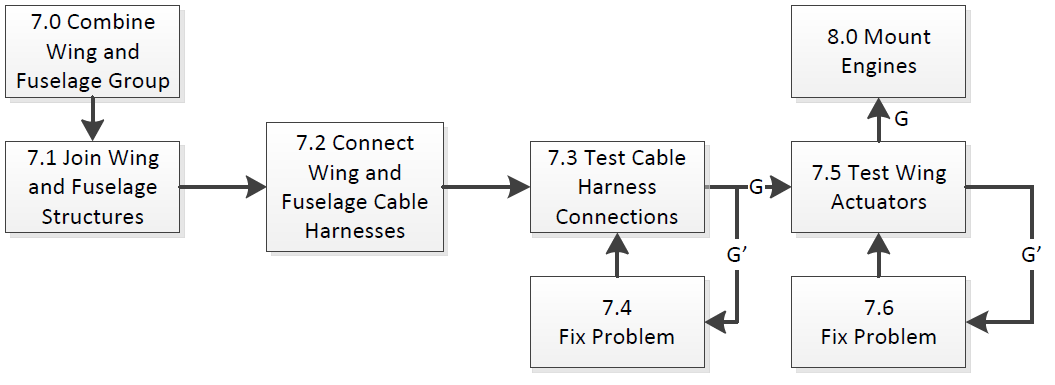 7.0 Combine
Wing and
Fuselage Group
7.1 Join Wing
and Fuselage
Structures
7.2 Connect
Wing and
Fuselage Cable
Harnesses
7.3 Test Cable
Harness
Connections
G
G’
7.4
Fix Problem
8.0 Mount
Engines
G
7.5 Test Wing
Actuators
G’
7.6
Fix Problem